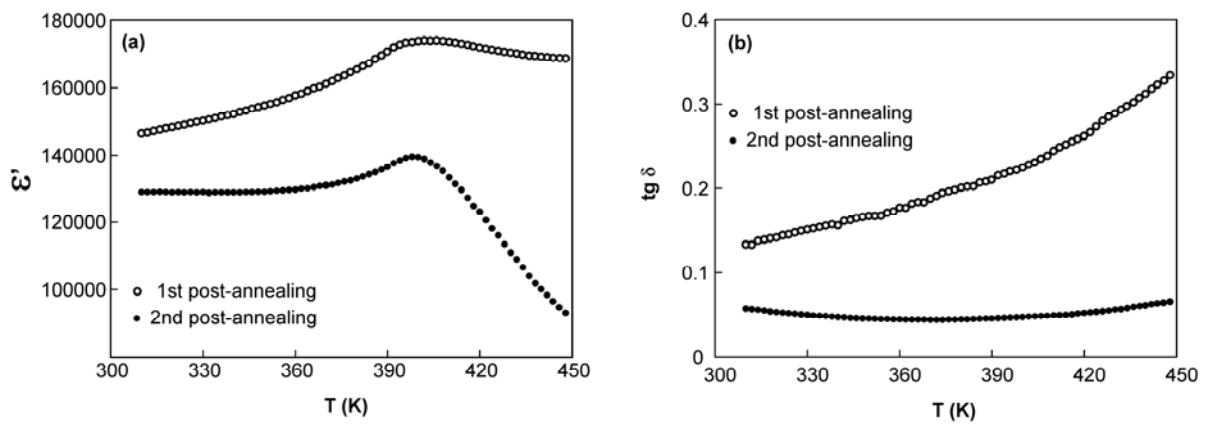 180000
(a)
160000
140000
ε'
120000
100000
1st post-annealing
2nd post-annealing
300
330
360
390
420
450
T (K)
0.4
(b)
0.3
1st post-annealing
2nd post-annealing
tg δ
0.2
0.1
0
300
330
360
390
420
450
T (K)